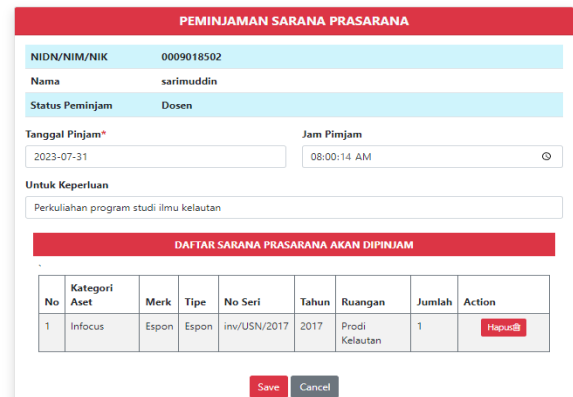 PEMINJAMAN SARANA PRASARANA
NIDN/NIM/NIK 0009018502
Nama sarimuddin
Status Peminjam Dosen
Tanggal Pinjam* Jam Pimjam
2023-07-31 08:00:14 AM
Untuk Keperluan
Perkuliahan program studi ilmu kelautan
DAFTAR SARANA PRASARANA AKAN DIPINJAM
`
No Kategori Aset Merk Tipe No Seri Tahun Ruangan Jumlah Action
1 Infocus Espon Espon inv/USN/2017 2017 Prodi Kelautan 1 Hapus
Save Cancel